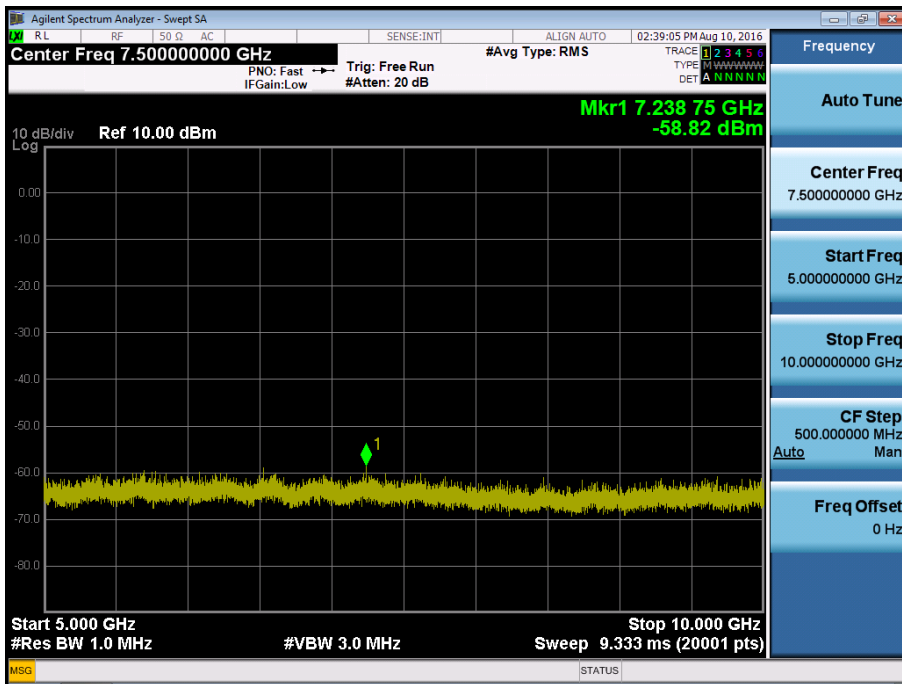 Agilent Spectrum Analyzer - Swept SA
LXI RL RF 50 Ω AC SENSE:INT ALIGN AUTO 02:39:05 PM Aug 10, 2016
Center Freq 7.500000000 GHz
#Avg Type: RMS
TRACE 1 2 3 4 5 6
PNO: Fast
Trig: Free Run
TYPE M WWWWW
IFGain:Low
#Atten: 20 dB
DET A N N N N N
Mkr1 7.238 75 GHz
-58.82 dBm
10 dB/div Ref 10.00 dBm
Log
0.00
-10.0
-20.0
-30.0
-40.0
-50.0
1
-60.0
-70.0
-80.0
Start 5.000 GHz Stop 10.000 GHz
#Res BW 1.0 MHz #VBW 3.0 MHz Sweep 9.333 ms (20001 pts)
MSG STATUS
Frequency
Auto Tune
Center Freq
7.500000000 GHz
Start Freq
5.000000000 GHz
Stop Freq
10.000000000 GHz
CF Step
500.000000 MHz
Auto Man
Freq Offset
0 Hz